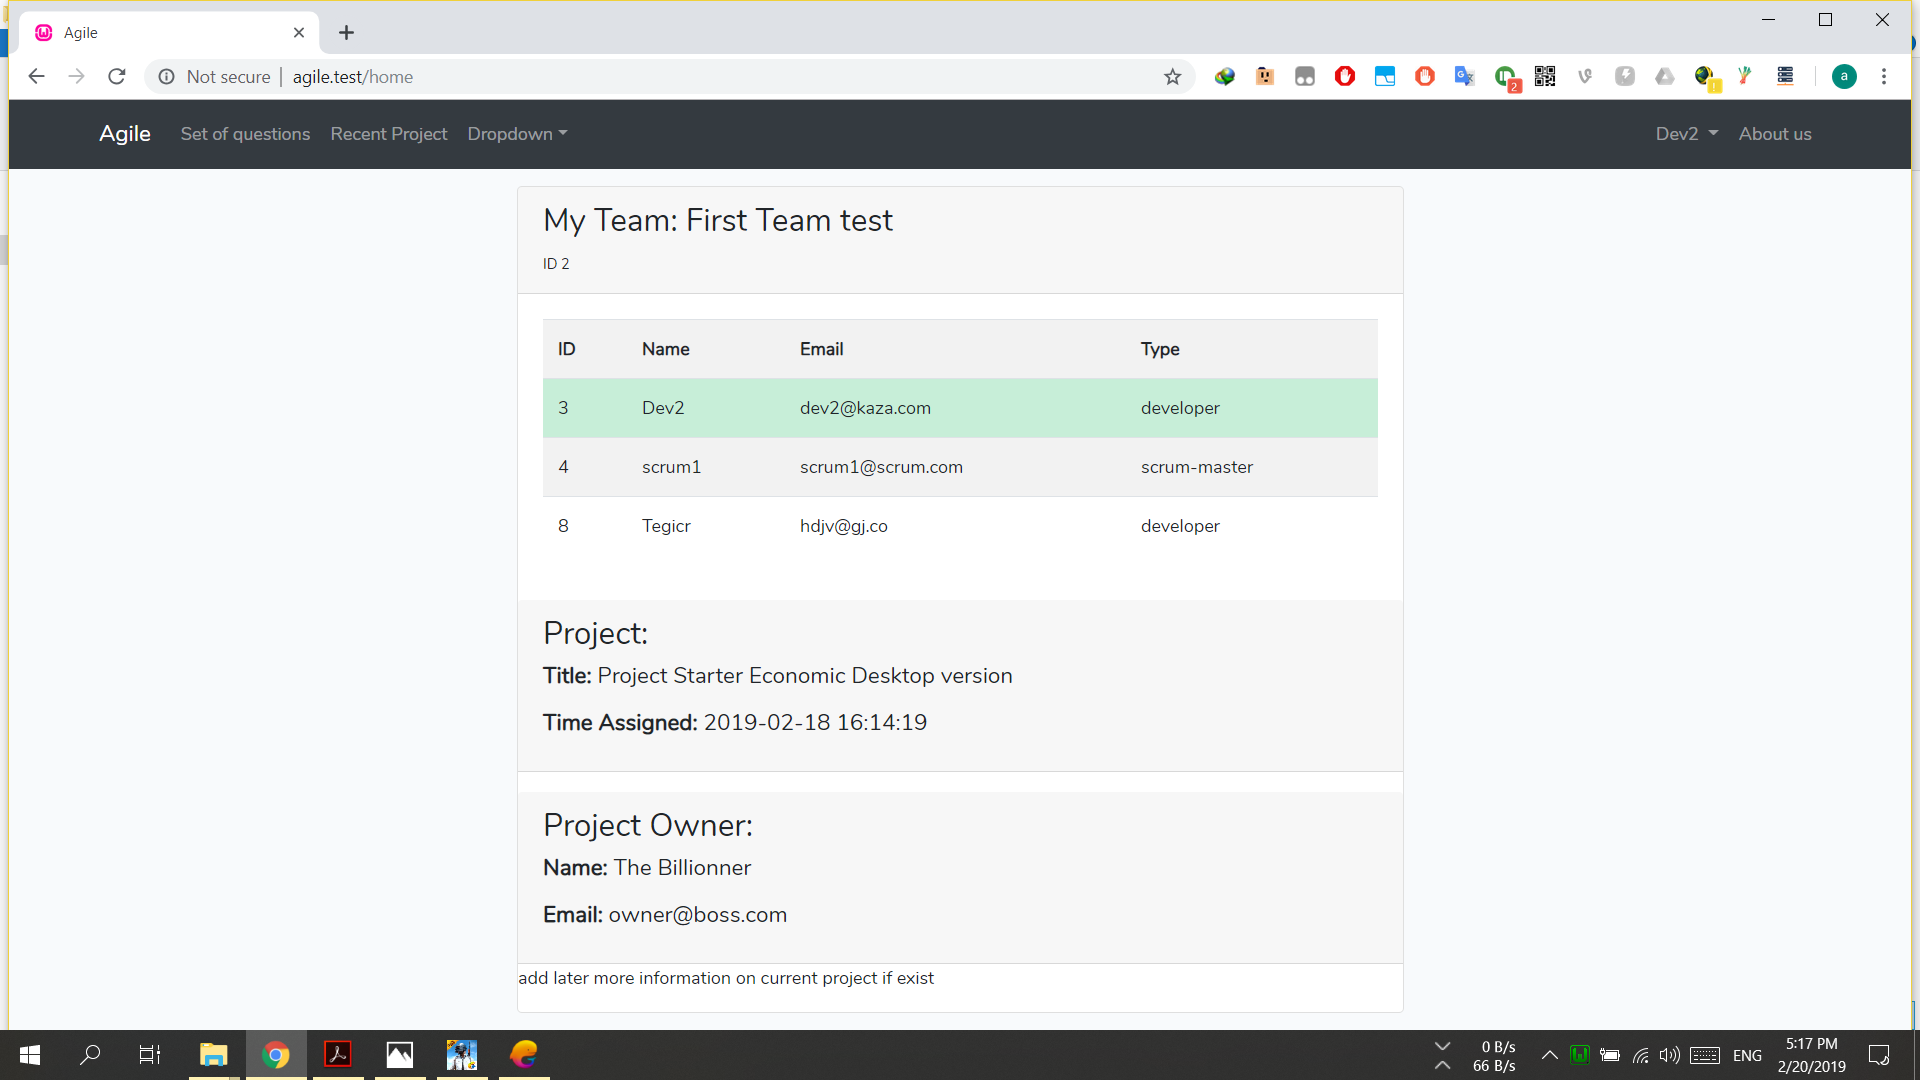 Agile
Not secure | agile.test/home
2
a
Agile Set of questions Recent Project Dropdown Dev2 About us
My Team: First Team test
ID 2
ID Name Email Type
3 Dev2 dev2@kaza.com developer
4 scrum1 scrum1@scrum.com scrum-master
8 Tegicr hdjv@gj.co developer
Project:
Title: Project Starter Economic Desktop version
Time Assigned: 2019-02-18 16:14:19
Project Owner:
Name: The Billionner
Email: owner@boss.com
add later more information on current project if exist
0 B/s
66 B/s
ENG
5:17 PM
2/20/2019